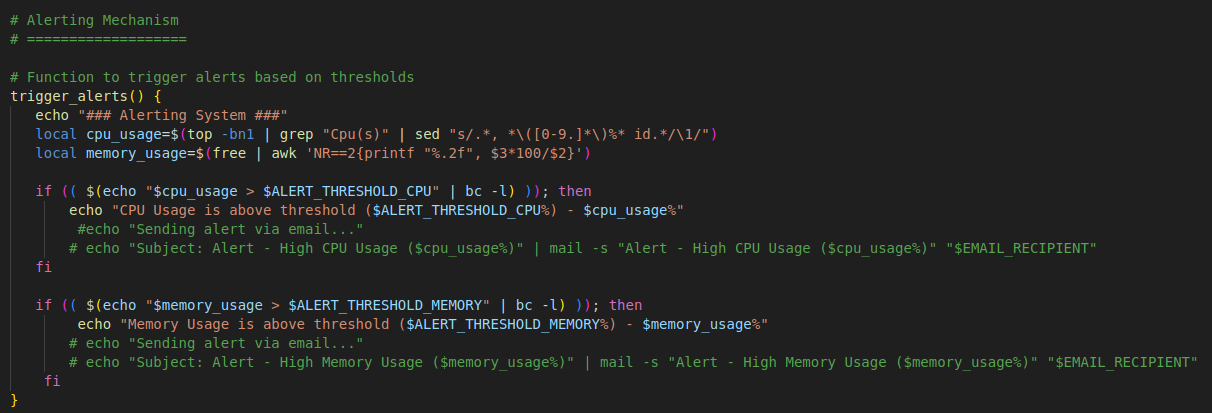 # Alerting Mechanism
# ===================
# Function to trigger alerts based on thresholds
trigger_alerts() {
echo "### Alerting System ###"
local cpu_usage=$(top -bn1 | grep "Cpu(s)" | sed "s/.*, *\([0-9.]*\)%* id.*/\1/")
local memory_usage=$(free | awk 'NR==2{printf "%.2f", $3*100/$2}')
if (( $(echo "$cpu_usage > $ALERT_THRESHOLD_CPU" | bc -l) )); then
echo "CPU Usage is above threshold ($ALERT_THRESHOLD_CPU%) - $cpu_usage%"
#echo "Sending alert via email..."
# echo "Subject: Alert - High CPU Usage ($cpu_usage%)" | mail -s "Alert - High CPU Usage ($cpu_usage%)" "$EMAIL_RECIPIENT"
fi
if (( $(echo "$memory_usage > $ALERT_THRESHOLD_MEMORY" | bc -l) )); then
echo "Memory Usage is above threshold ($ALERT_THRESHOLD_MEMORY%) - $memory_usage%"
# echo "Sending alert via email..."
# echo "Subject: Alert - High Memory Usage ($memory_usage%)" | mail -s "Alert - High Memory Usage ($memory_usage%)" "$EMAIL_RECIPIENT"
fi
}